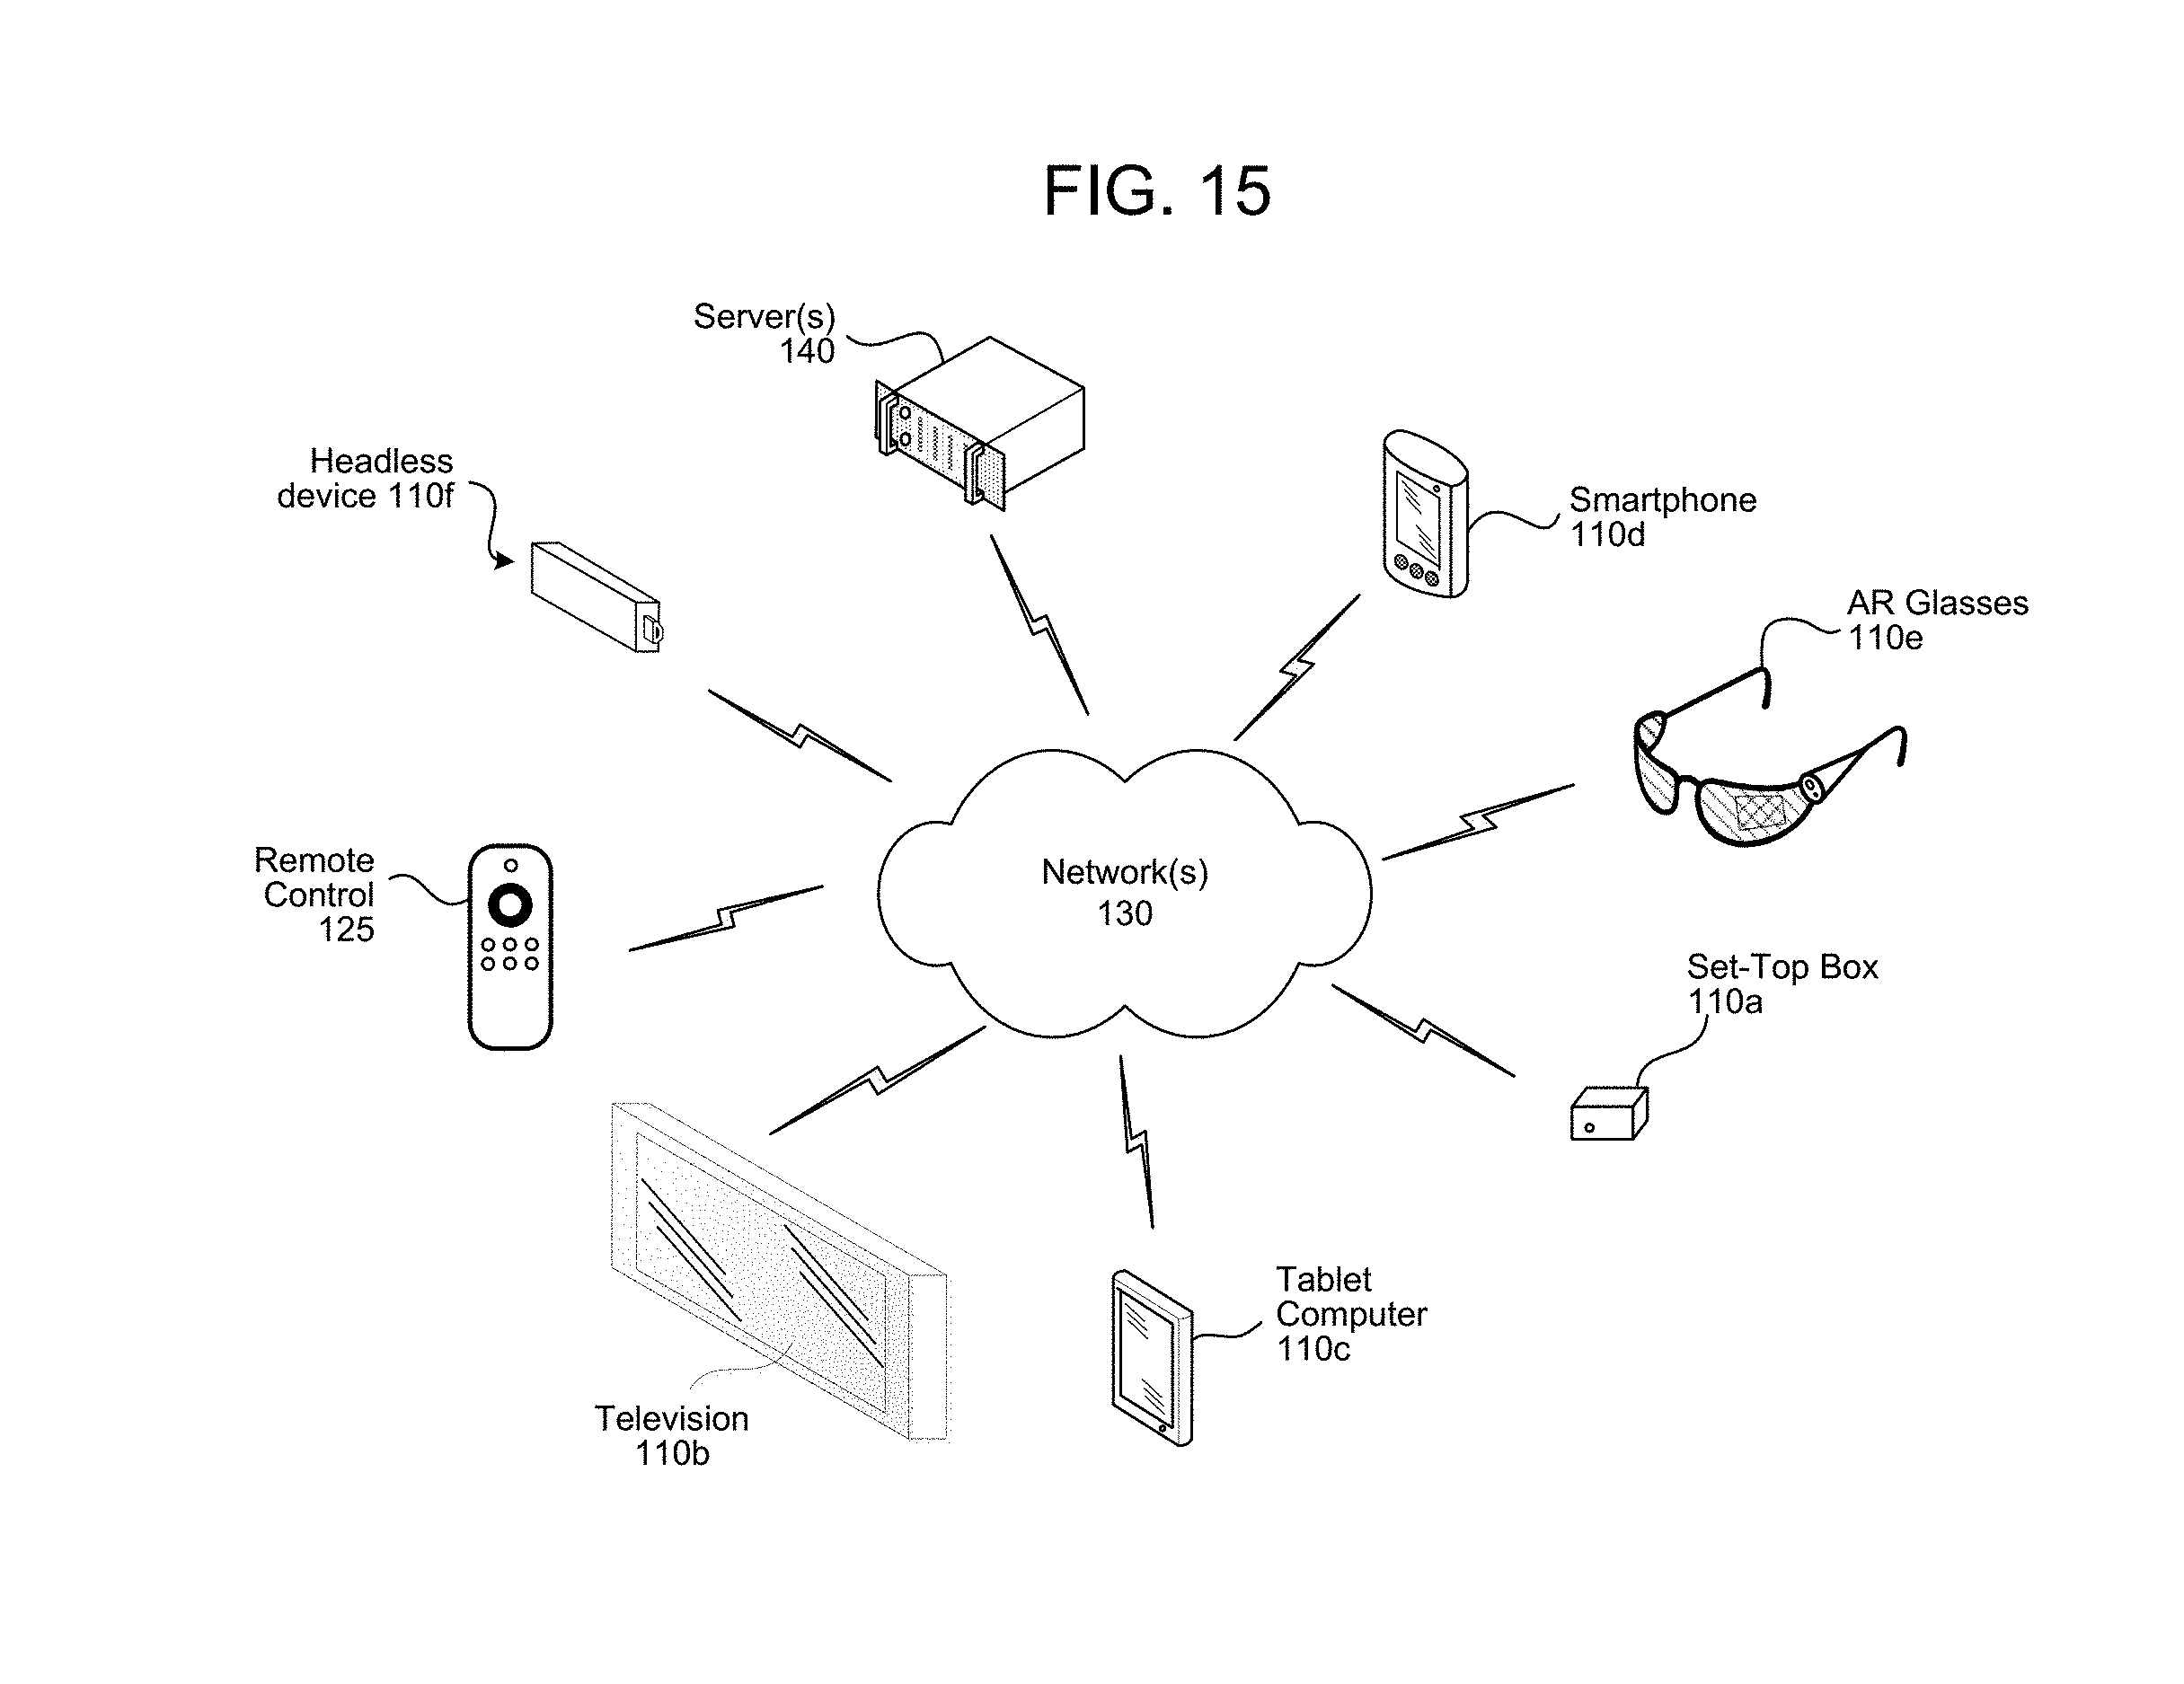 FIG. 15
Server(s)
140
Headless
device 110f
Smartphone
110d
AR Glasses
110e
Remote
Control
125
Network(s)
130
Set-Top Box
110a
Tablet
Computer
110c
Television
110b